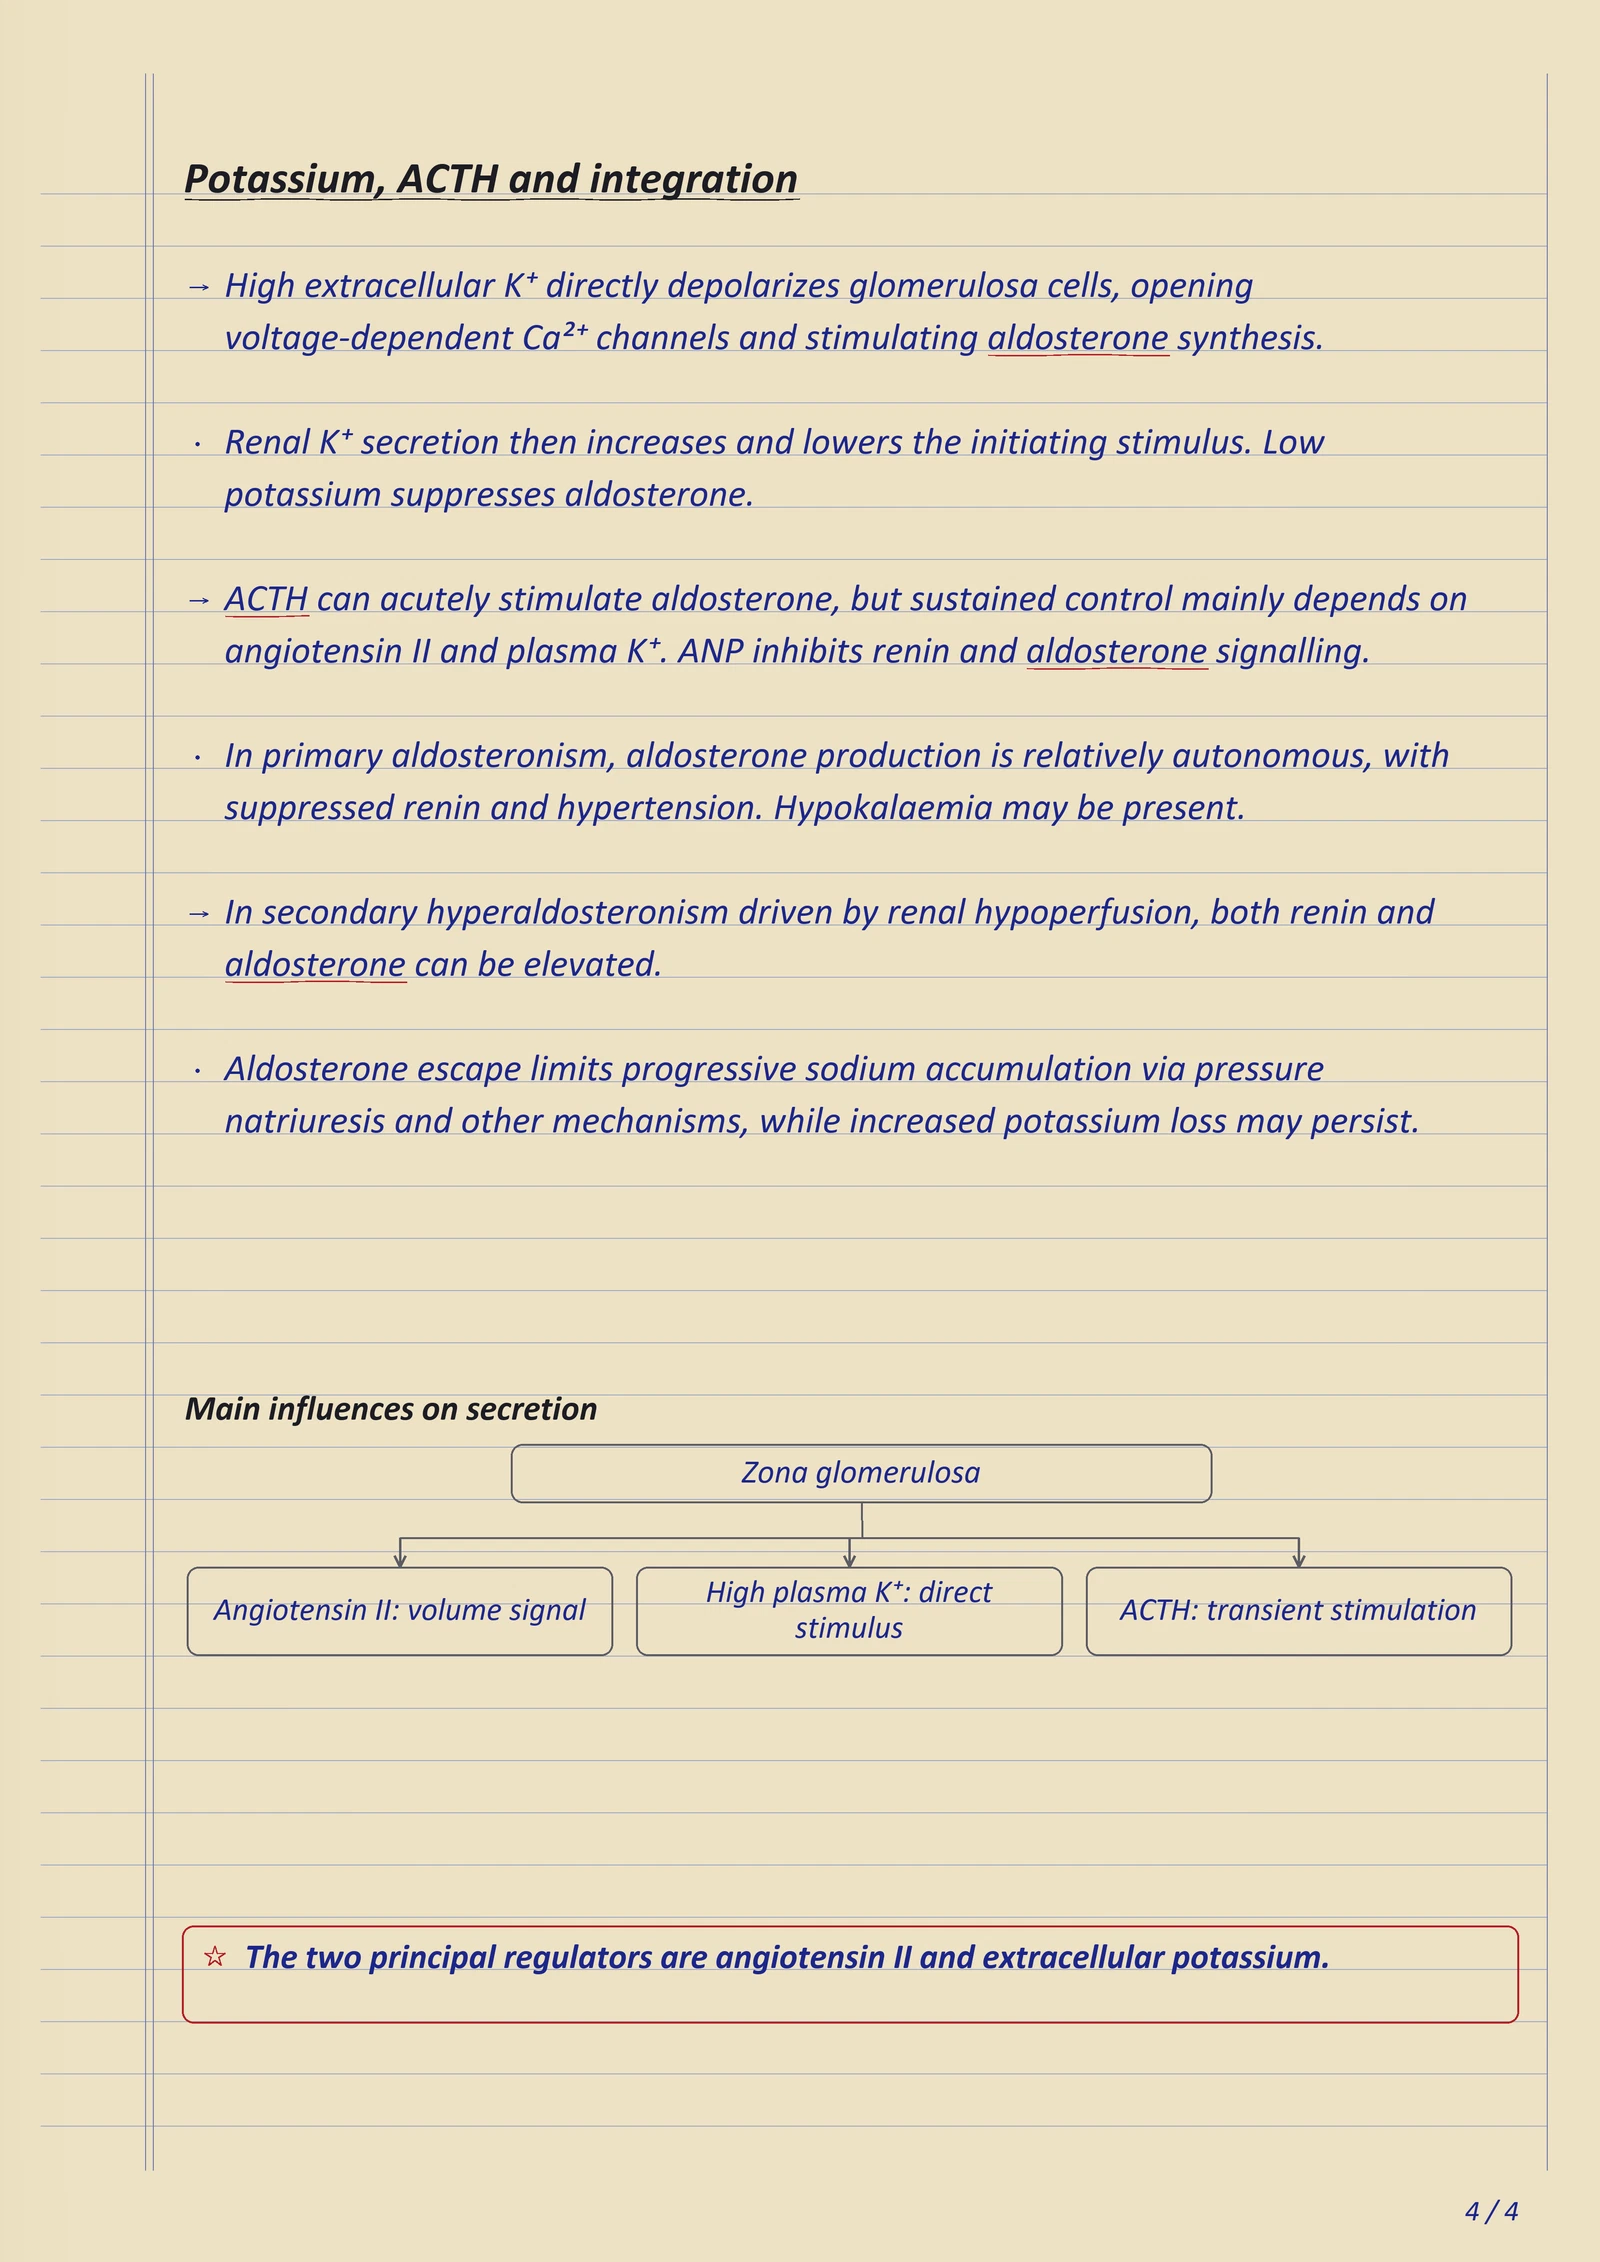 Potassium, ACTH and integration
→ High extracellular K⁺ directly depolarizes glomerulosa cells, opening
voltage-dependent Ca²⁺ channels and stimulating aldosterone synthesis.
· Renal K⁺ secretion then increases and lowers the initiating stimulus. Low
potassium suppresses aldosterone.
→ ACTH can acutely stimulate aldosterone, but sustained control mainly depends on
angiotensin II and plasma K⁺. ANP inhibits renin and aldosterone signalling.
· In primary aldosteronism, aldosterone production is relatively autonomous, with
suppressed renin and hypertension. Hypokalaemia may be present.
→ In secondary hyperaldosteronism driven by renal hypoperfusion, both renin and
aldosterone can be elevated.
· Aldosterone escape limits progressive sodium accumulation via pressure
natriuresis and other mechanisms, while increased potassium loss may persist.
Main influences on secretion
Zona glomerulosa
Angiotensin II: volume signal
High plasma K⁺: direct
stimulus
ACTH: transient stimulation
☆ The two principal regulators are angiotensin II and extracellular potassium.
4 / 4